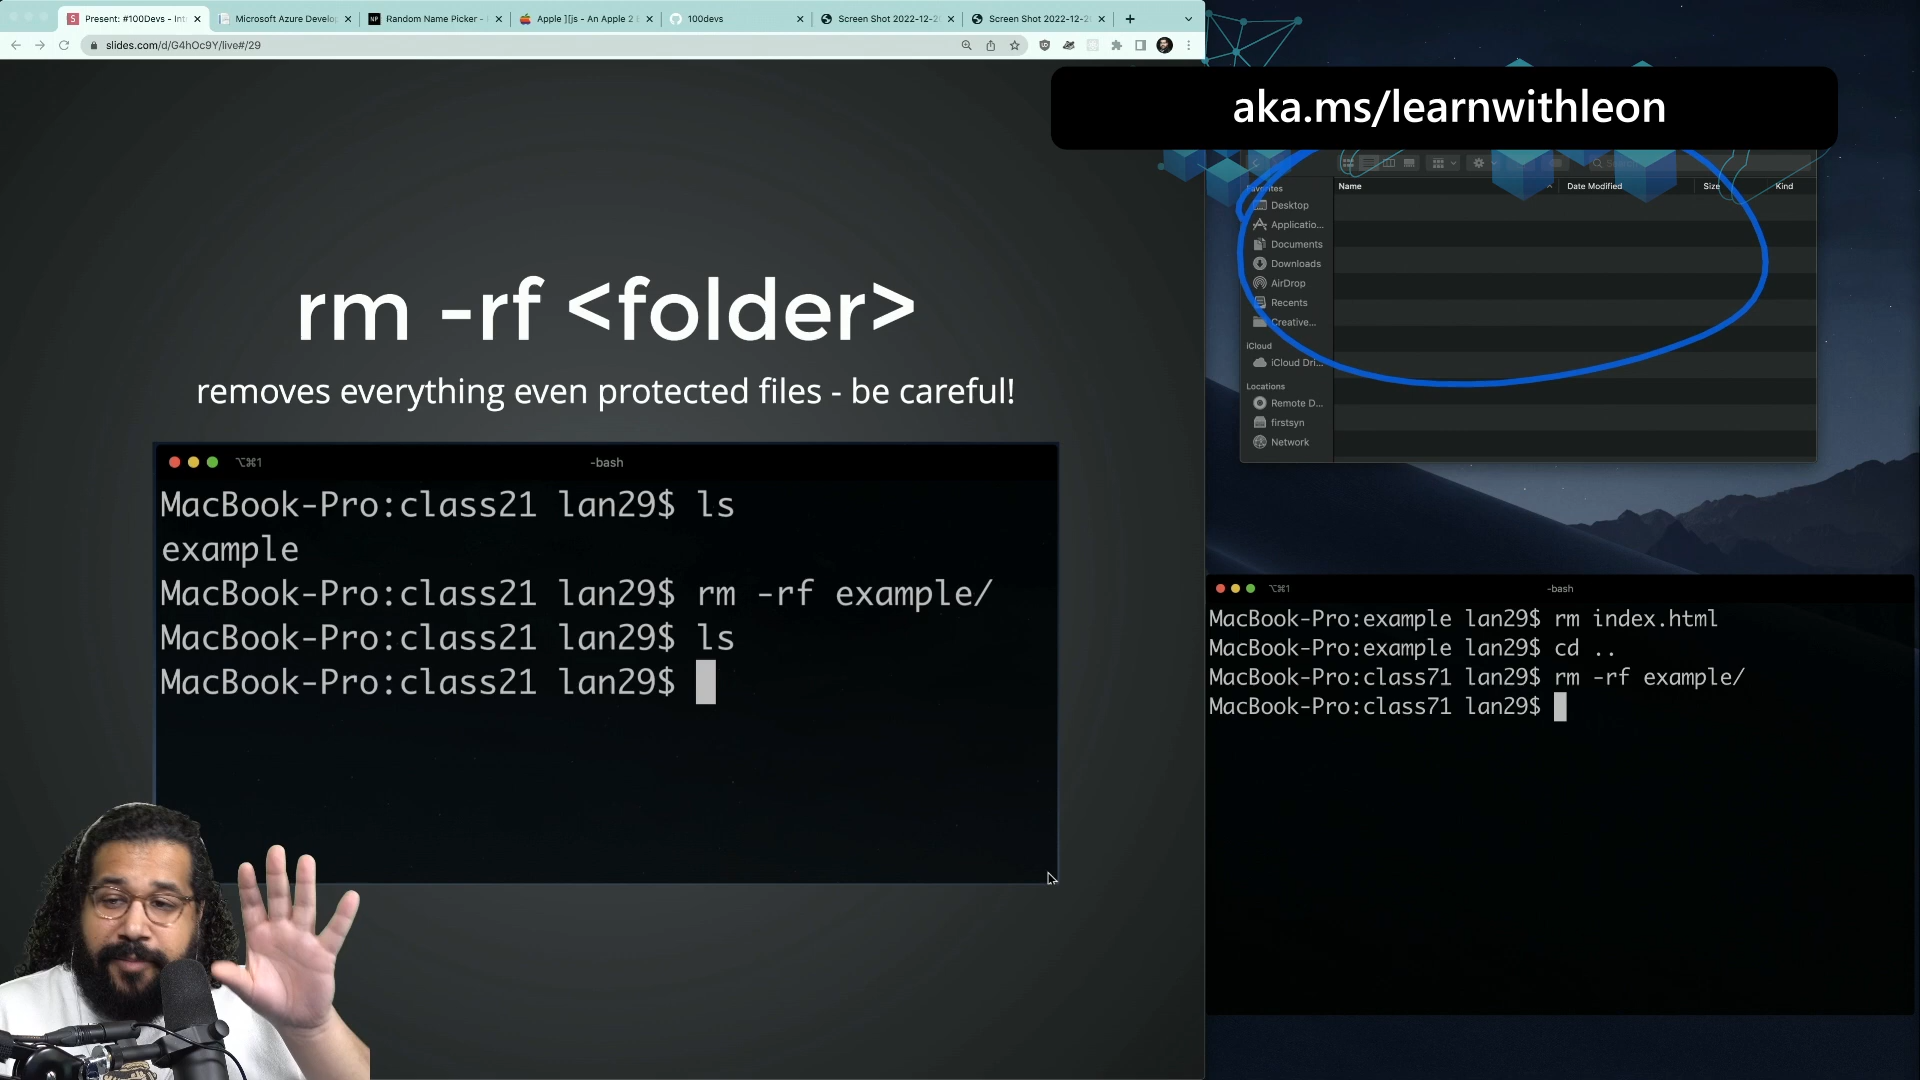 Present: #100Devs - Int
Microsoft Azure Develop
NP
Random Name Picker -
Apple ][js - An Apple 2 E
100devs
Screen Shot 2022-12-2
Screen Shot 2022-12-2
slides.com/d/G4hOc9Y/live#/29
rm -rf <folder>
removes everything even protected files - be careful!
⌥⌘1
-bash
MacBook-Pro:class21 lan29$ ls
example
MacBook-Pro:class21 lan29$ rm -rf example/
MacBook-Pro:class21 lan29$ ls
MacBook-Pro:class21 lan29$
aka.ms/learnwithleon
Favorites
Desktop
Applicatio...
Documents
Downloads
AirDrop
Recents
Creative...
iCloud
iCloud Dri...
Locations
Remote D...
firstsyn
Network
Name
Date Modified
Size
Kind
⌥⌘1
-bash
MacBook-Pro:example lan29$ rm index.html
MacBook-Pro:example lan29$ cd ..
MacBook-Pro:class71 lan29$ rm -rf example/
MacBook-Pro:class71 lan29$